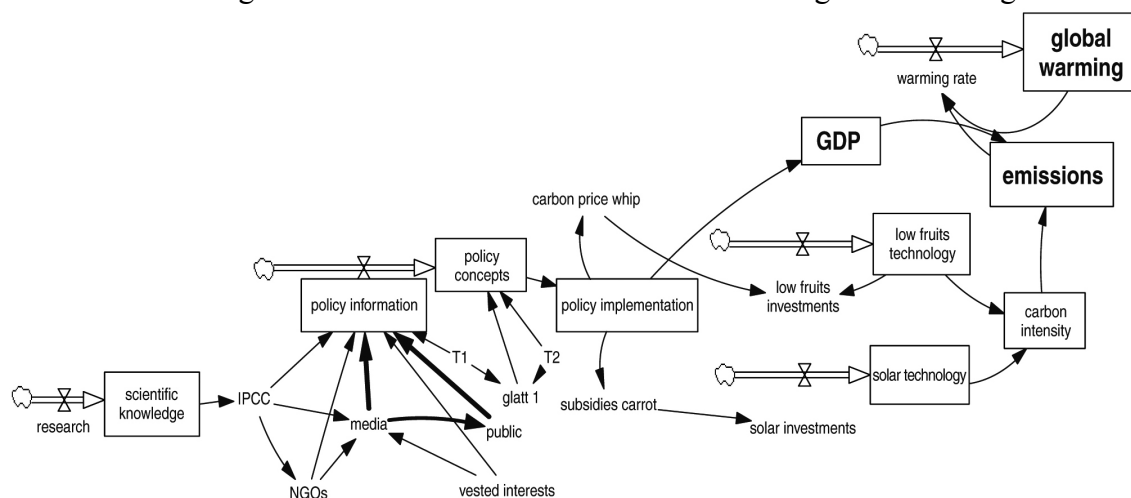 global
warming
warming rate
GDP
emissions
carbon price whip
low fruits
technology
policy
concepts
low fruits
investments
policy information
policy implementation
carbon
intensity
T1
T2
scientific
knowledge
IPCC
glatt 1
solar technology
subsidies carrot
research
media
public
solar investments
NGOs
vested interests